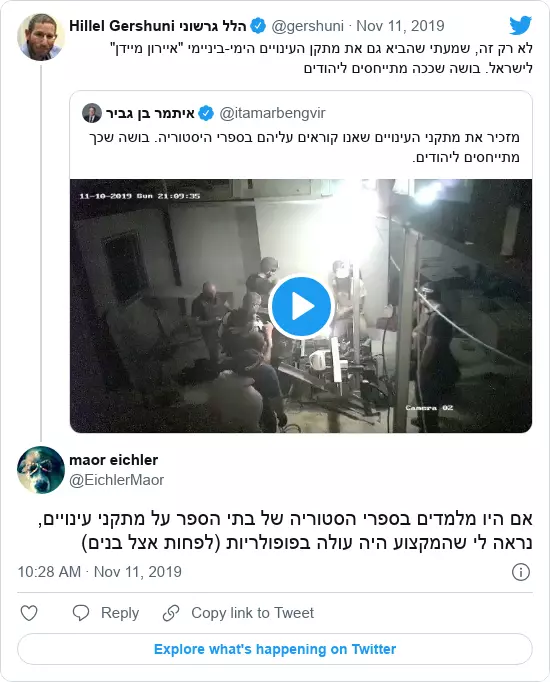 Hillel Gershuni הלל גרשוני @gershuni · Nov 11, 2019
לא רק זה, שמעתי שהביא גם את מתקן העינויים הימי-ביניימי "איירון מיידן"
לישראל. בושה שככה מתייחסים ליהודים
איתמר בן גביר @itamarbengvir
מזכיר את מתקני העינויים שאנו קוראים עליהם בספרי היסטוריה. בושה שכך
מתייחסים ליהודים.
11-10-2019 Sun 21:09:35
Camera 02
maor eichler
@EichlerMaor
אם היו מלמדים בספרי הסטוריה של בתי הספר על מתקני עינויים,
נראה לי שהמקצוע היה עולה בפופולריות (לפחות אצל בנים)
10:28 AM · Nov 11, 2019
Reply Copy link to Tweet
Explore what's happening on Twitter